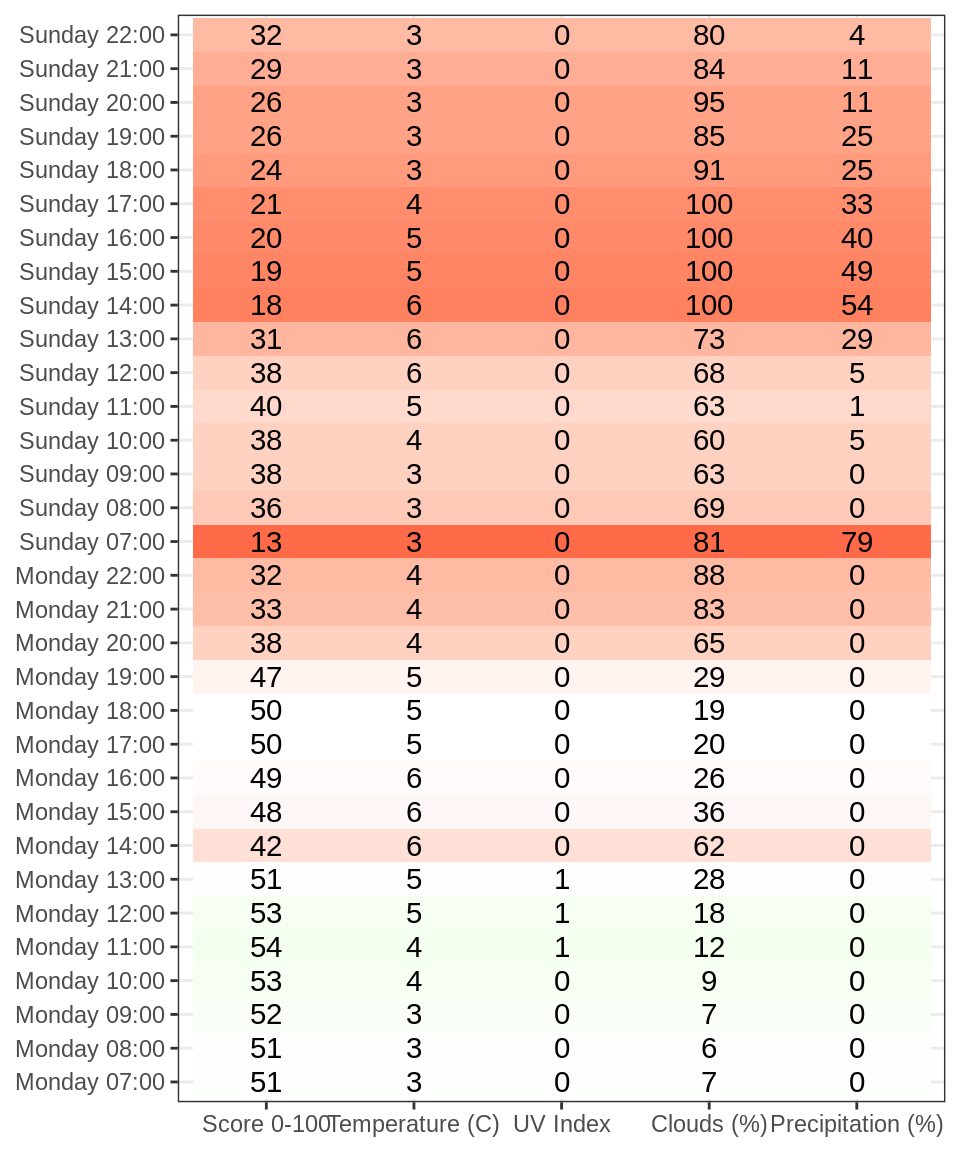 Sunday 22:00 32 3 0 80 4
Sunday 21:00 29 3 0 84 11
Sunday 20:00 26 3 0 95 11
Sunday 19:00 26 3 0 85 25
Sunday 18:00 24 3 0 91 25
Sunday 17:00 21 4 0 100 33
Sunday 16:00 20 5 0 100 40
Sunday 15:00 19 5 0 100 49
Sunday 14:00 18 6 0 100 54
Sunday 13:00 31 6 0 73 29
Sunday 12:00 38 6 0 68 5
Sunday 11:00 40 5 0 63 1
Sunday 10:00 38 4 0 60 5
Sunday 09:00 38 3 0 63 0
Sunday 08:00 36 3 0 69 0
Sunday 07:00 13 3 0 81 79
Monday 22:00 32 4 0 88 0
Monday 21:00 33 4 0 83 0
Monday 20:00 38 4 0 65 0
Monday 19:00 47 5 0 29 0
Monday 18:00 50 5 0 19 0
Monday 17:00 50 5 0 20 0
Monday 16:00 49 6 0 26 0
Monday 15:00 48 6 0 36 0
Monday 14:00 42 6 0 62 0
Monday 13:00 51 5 1 28 0
Monday 12:00 53 5 1 18 0
Monday 11:00 54 4 1 12 0
Monday 10:00 53 4 0 9 0
Monday 09:00 52 3 0 7 0
Monday 08:00 51 3 0 6 0
Monday 07:00 51 3 0 7 0
Score 0-100 Temperature (C) UV Index Clouds (%) Precipitation (%)